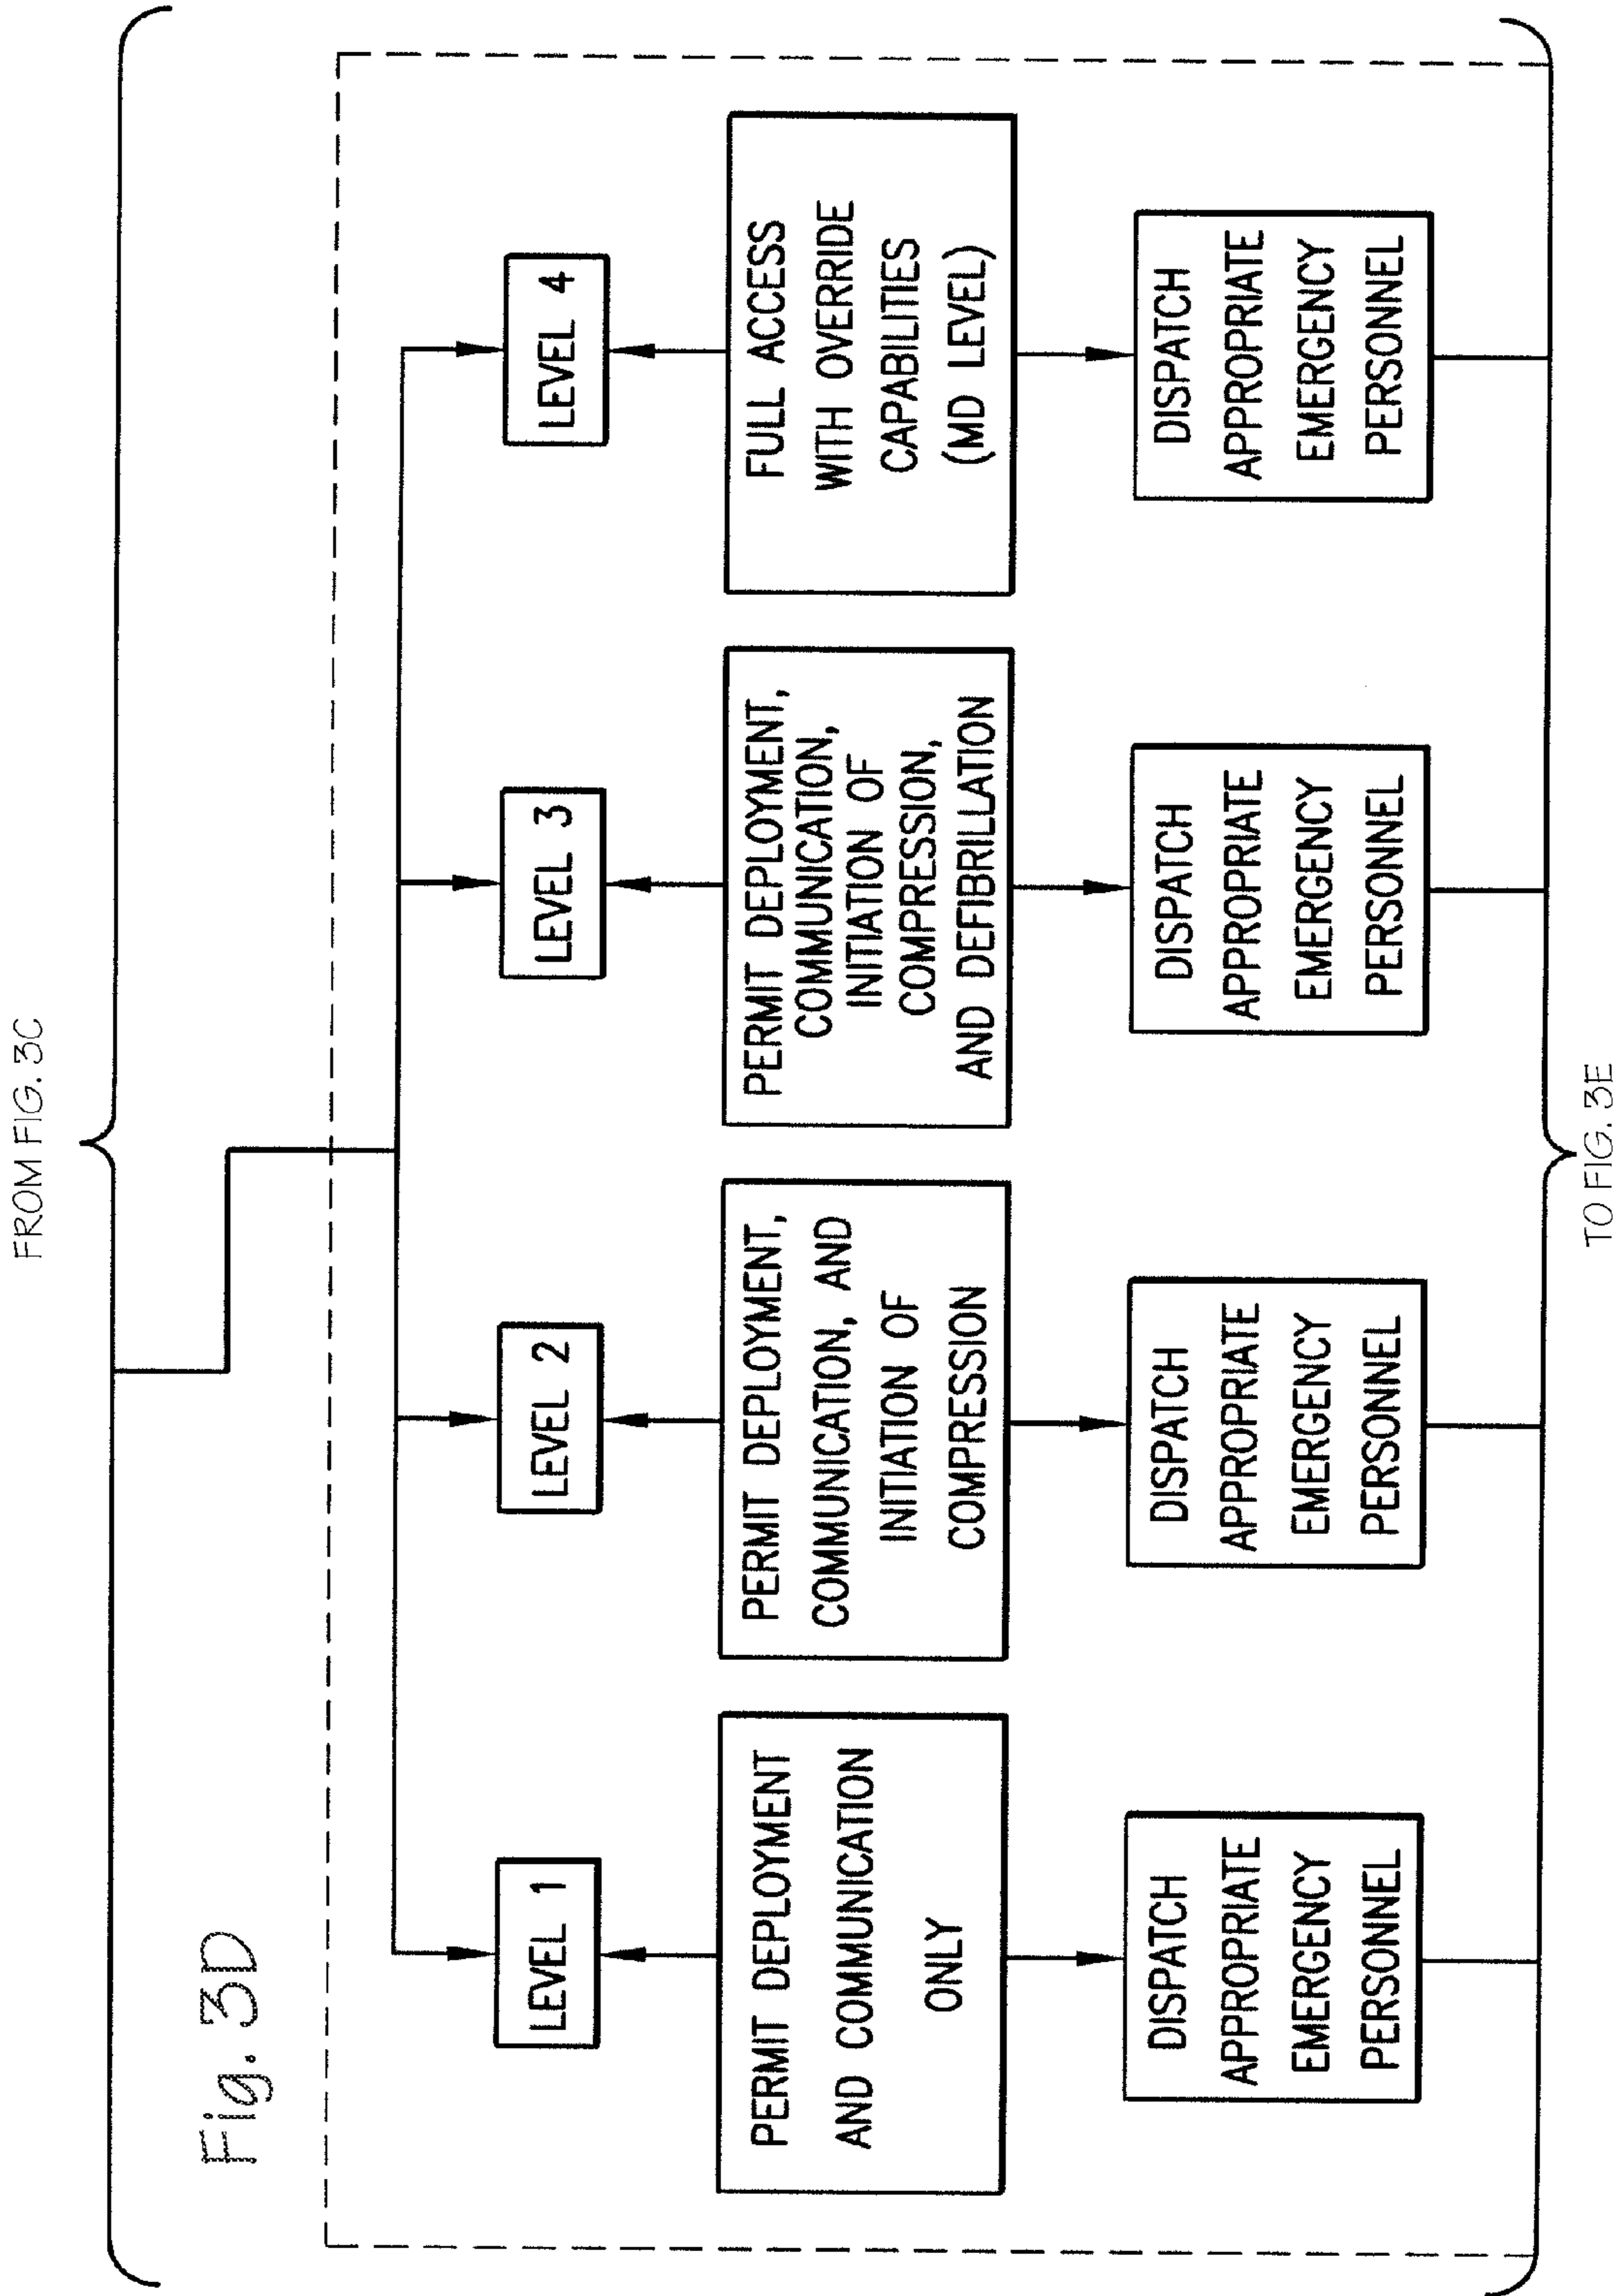 FROM FIG. 3C
Fig. 3D
LEVEL 1
LEVEL 2
LEVEL 3
LEVEL 4
PERMIT DEPLOYMENT
AND COMMUNICATION
ONLY
PERMIT DEPLOYMENT,
COMMUNICATION, AND
INITIATION OF
COMPRESSION
PERMIT DEPLOYMENT,
COMMUNICATION,
INITIATION OF
COMPRESSION,
AND DEFIBRILLATION
FULL ACCESS
WITH OVERRIDE
CAPABILITIES
(MD LEVEL)
DISPATCH
APPROPRIATE
EMERGENCY
PERSONNEL
DISPATCH
APPROPRIATE
EMERGENCY
PERSONNEL
DISPATCH
APPROPRIATE
EMERGENCY
PERSONNEL
DISPATCH
APPROPRIATE
EMERGENCY
PERSONNEL
TO FIG. 3E